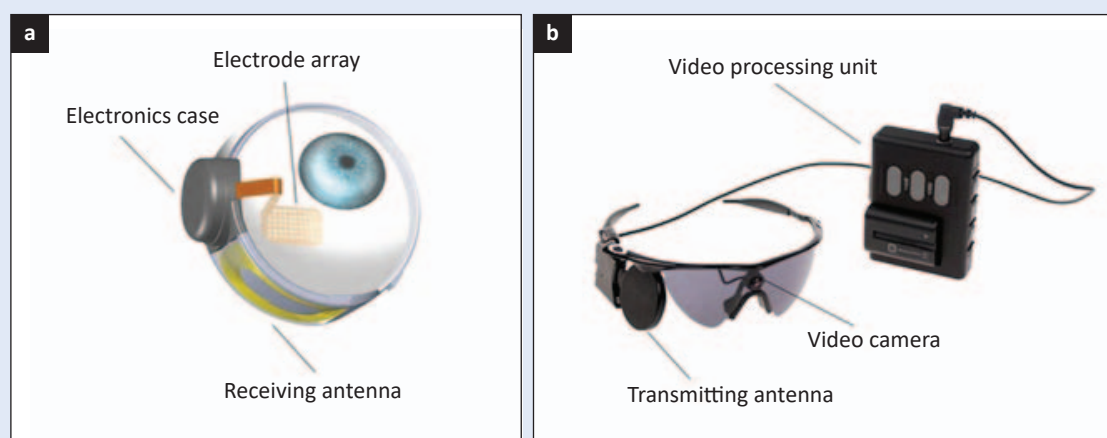 a
Electrode array
Electronics case
Receiving antenna
b
Video processing unit
Video camera
Transmitting antenna